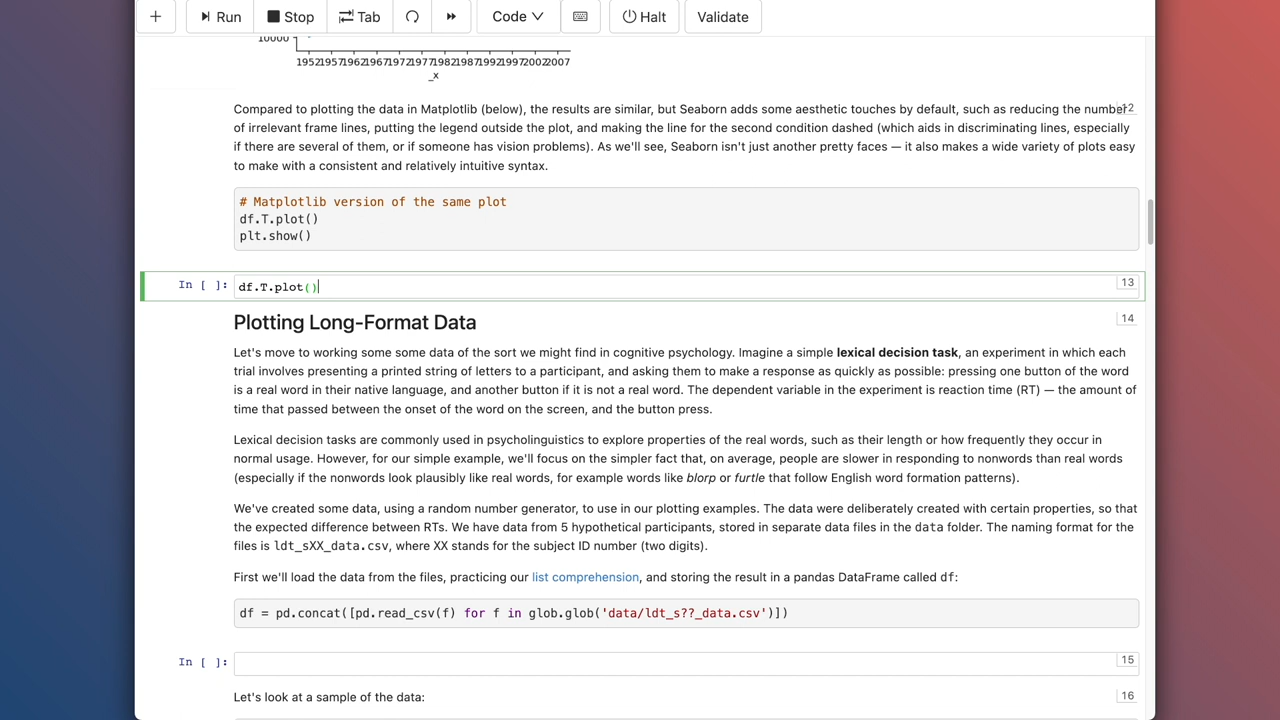 + Run Stop Tab Code Halt Validate
10000
195219571962196719721977198219871992199720022007
_x
Compared to plotting the data in Matplotlib (below), the results are similar, but Seaborn adds some aesthetic touches by default, such as reducing the number 12
of irrelevant frame lines, putting the legend outside the plot, and making the line for the second condition dashed (which aids in discriminating lines, especially
if there are several of them, or if someone has vision problems). As we'll see, Seaborn isn't just another pretty faces — it also makes a wide variety of plots easy
to make with a consistent and relatively intuitive syntax.
# Matplotlib version of the same plot
df.T.plot()
plt.show()
In [ ]: df.T.plot() 13
Plotting Long-Format Data 14
Let's move to working some some data of the sort we might find in cognitive psychology. Imagine a simple lexical decision task, an experiment in which each
trial involves presenting a printed string of letters to a participant, and asking them to make a response as quickly as possible: pressing one button of the word
is a real word in their native language, and another button if it is not a real word. The dependent variable in the experiment is reaction time (RT) — the amount of
time that passed between the onset of the word on the screen, and the button press.
Lexical decision tasks are commonly used in psycholinguistics to explore properties of the real words, such as their length or how frequently they occur in
normal usage. However, for our simple example, we'll focus on the simpler fact that, on average, people are slower in responding to nonwords than real words
(especially if the nonwords look plausibly like real words, for example words like blorp or furtle that follow English word formation patterns).
We've created some data, using a random number generator, to use in our plotting examples. The data were deliberately created with certain properties, so that
the expected difference between RTs. We have data from 5 hypothetical participants, stored in separate data files in the data folder. The naming format for the
files is ldt_sXX_data.csv, where XX stands for the subject ID number (two digits).
First we'll load the data from the files, practicing our list comprehension, and storing the result in a pandas DataFrame called df:
df = pd.concat([pd.read_csv(f) for f in glob.glob('data/ldt_s??_data.csv')])
In [ ]: 15
Let's look at a sample of the data: 16